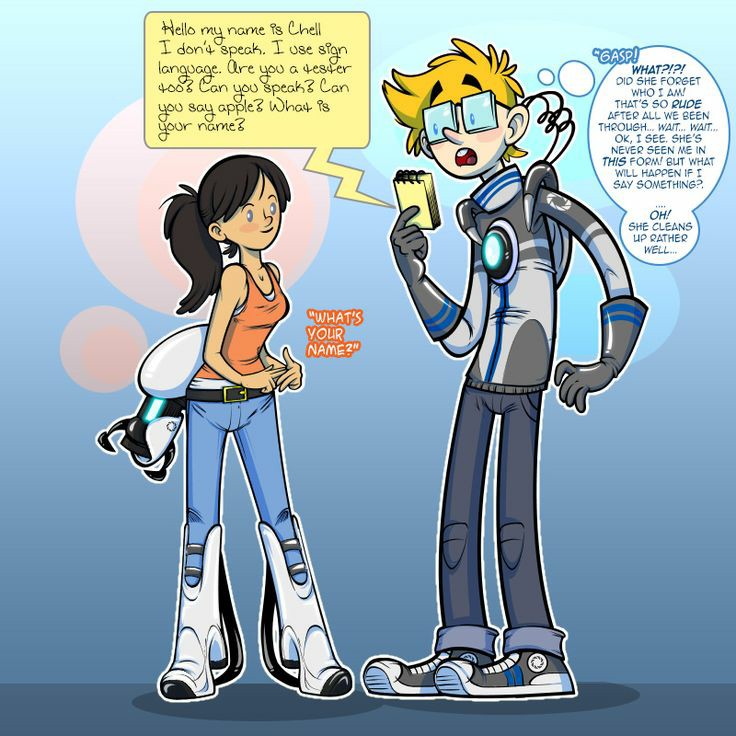 Hello my name is Chell
I don't speak. I use sign
language. Are you a tester
too? Can you speak? Can
you say apple? What is
your name?
"WHAT'S
YOUR
NAME?"
*GASP!
WHAT?!?!
DID SHE FORGET
WHO I AM!
THAT'S SO RUDE
AFTER ALL WE BEEN
THROUGH... WAIT... WAIT...
OK, I SEE. SHE'S
NEVER SEEN ME IN
THIS FORM! BUT WHAT
WILL HAPPEN IF I
SAY SOMETHING?.
....
OH!
SHE CLEANS
UP RATHER
WELL...